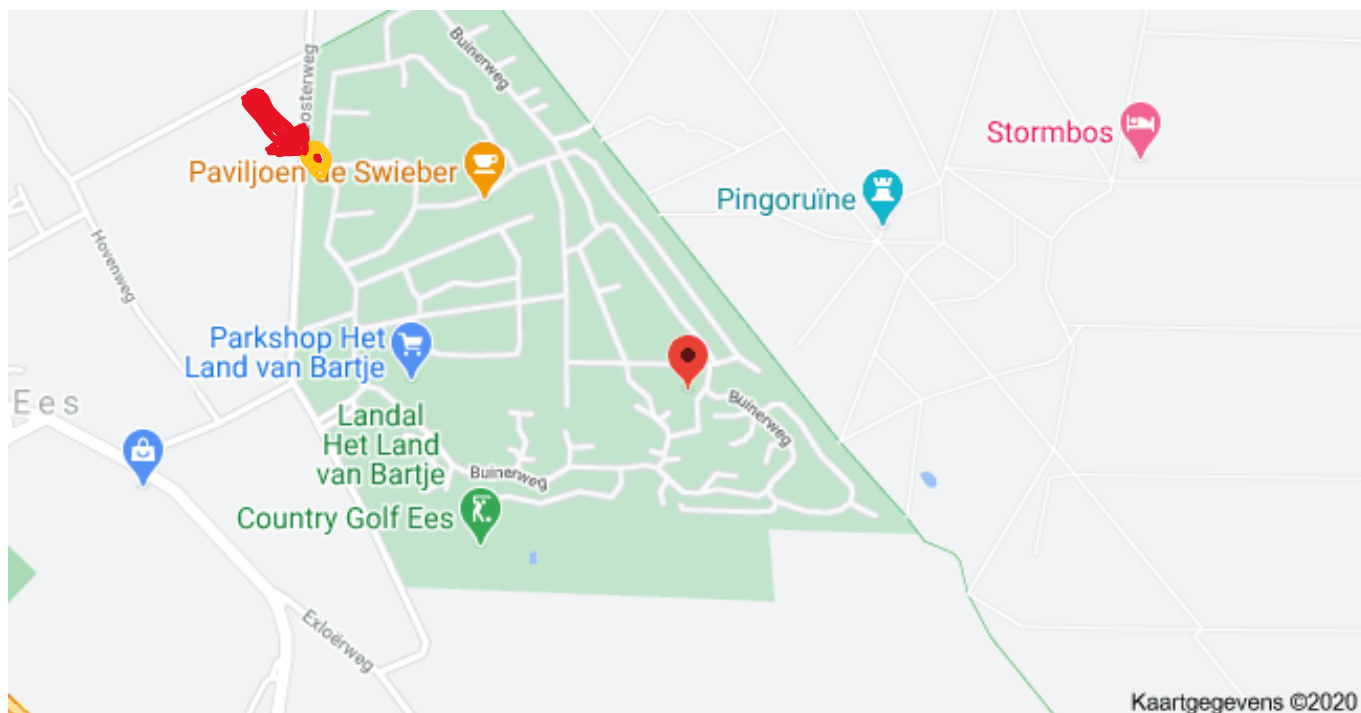 Buinerweg
oosterweg
Stormbos
Paviljoen de Swieber
Pingoruïne
Hovenweg
Parkshop Het
Land van Bartje
Ees
Buinerweg
Landal
Het Land
van Bartje
Buinerweg
Country Golf Ees
Exloërweg
Kaartgegevens ©2020